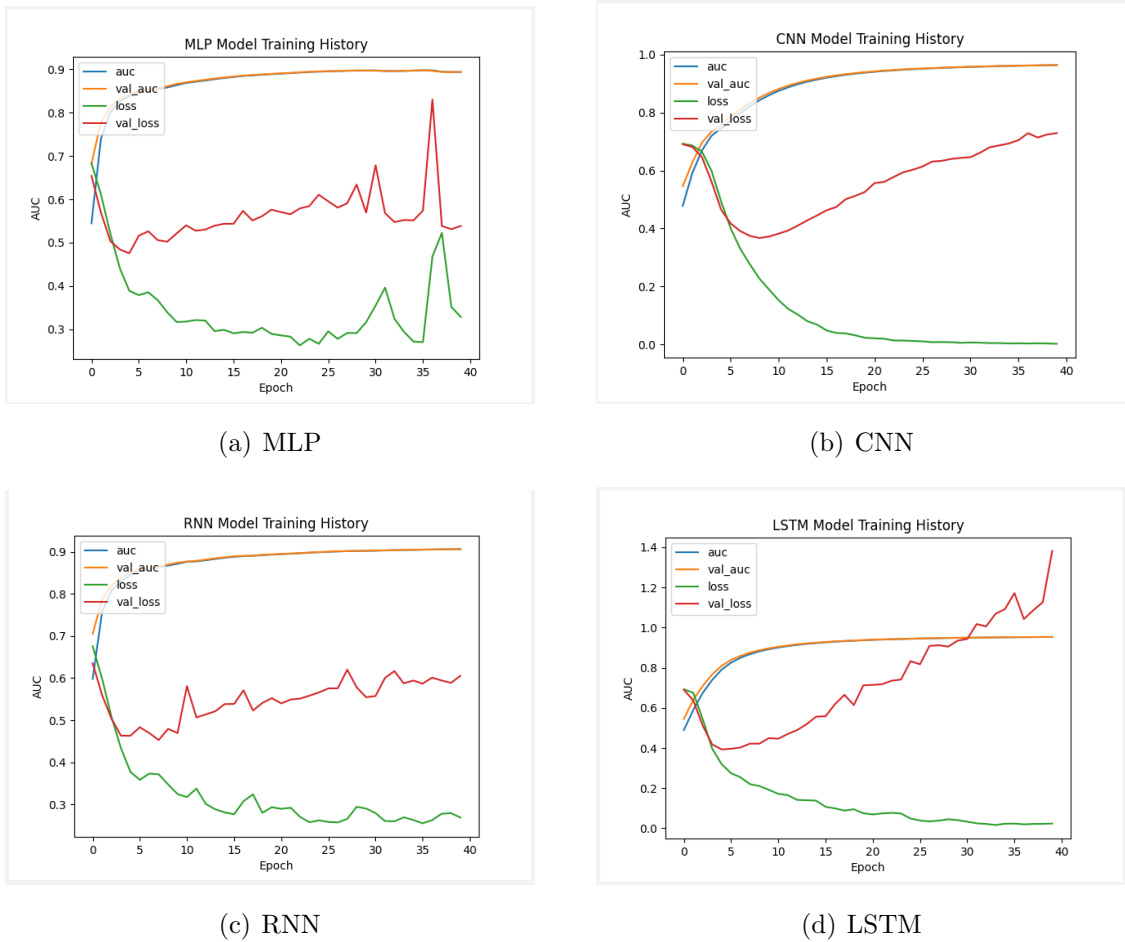 MLP Model Training History
auc
val_auc
loss
val_loss
0.9
0.8
0.7
0.6
0.5
0.4
0.3
AUC
0 5 10 15 20 25 30 35 40
Epoch
(a) MLP
CNN Model Training History
auc
val_auc
loss
val_loss
1.0
0.8
0.6
0.4
0.2
0.0
AUC
0 5 10 15 20 25 30 35 40
Epoch
(b) CNN
RNN Model Training History
auc
val_auc
loss
val_loss
0.9
0.8
0.7
0.6
0.5
0.4
0.3
AUC
0 5 10 15 20 25 30 35 40
Epoch
(c) RNN
LSTM Model Training History
auc
val_auc
loss
val_loss
1.4
1.2
1.0
0.8
0.6
0.4
0.2
0.0
AUC
0 5 10 15 20 25 30 35 40
Epoch
(d) LSTM